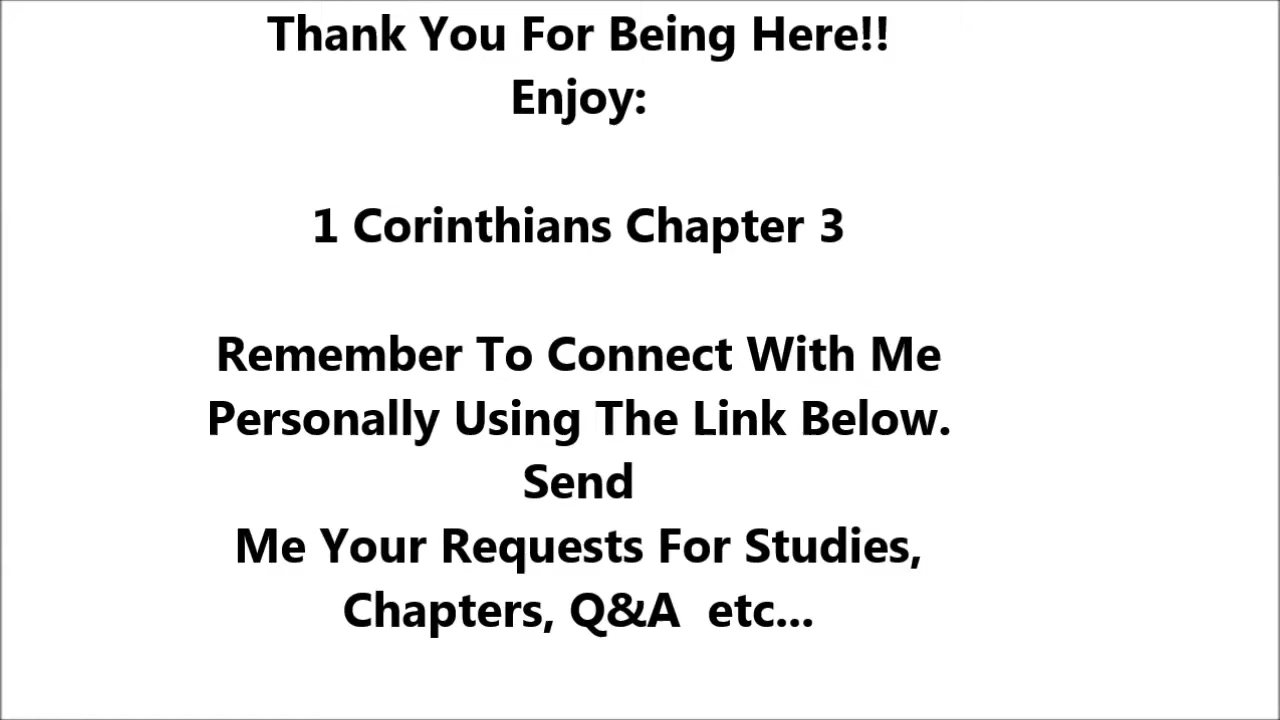 Thank You For Being Here!!
Enjoy:
1 Corinthians Chapter 3
Remember To Connect With Me
Personally Using The Link Below.
Send
Me Your Requests For Studies,
Chapters, Q&A  etc...